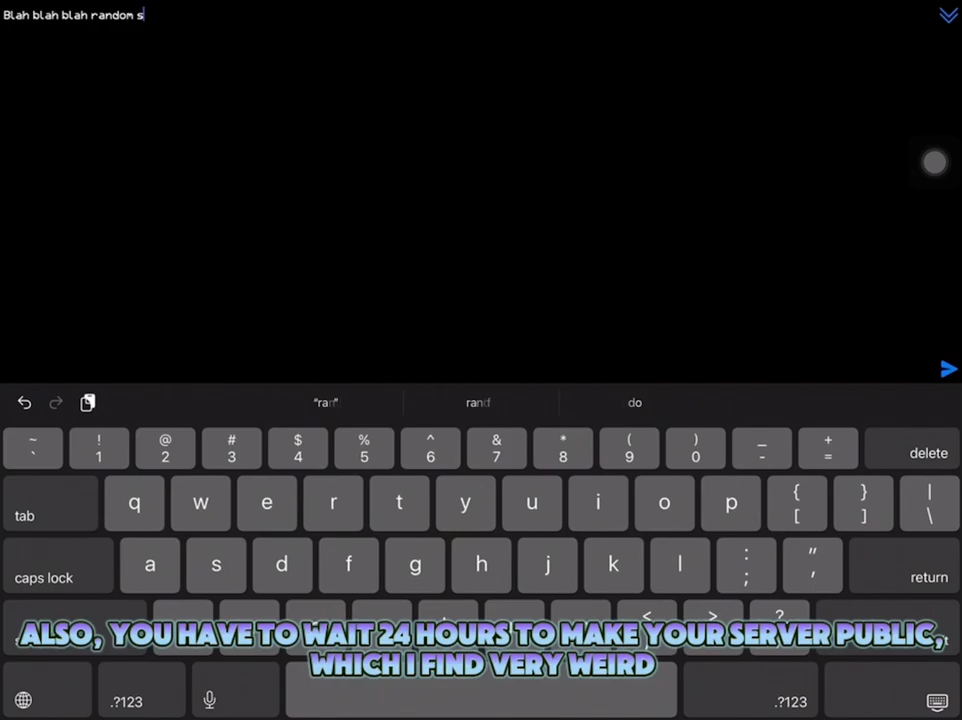 Blah blah blah random s
"ran" rand do
~ ! @ # $ % ^ & * ( ) _ +
` 1 2 3 4 5 6 7 8 9 0 - = delete
tab q w e r t y u i o p { [ } ] | \
caps lock a s d f g h j k l : ; " ' return
< > ?
ALSO, YOU HAVE TO WAIT 24 HOURS TO MAKE YOUR SERVER PUBLIC,
WHICH I FIND VERY WEIRD
.?123 .?123